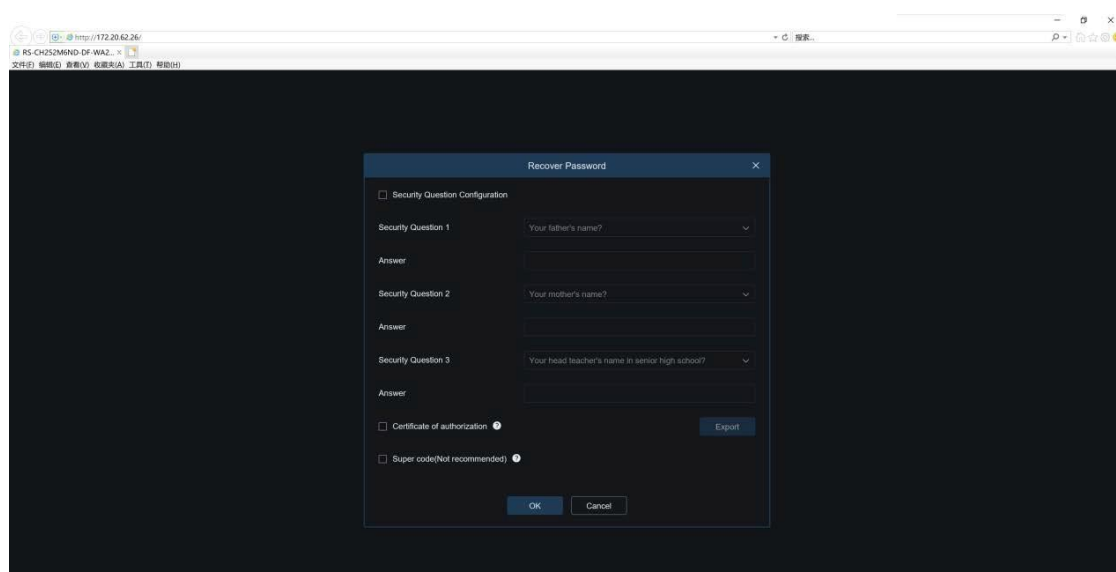 http://172.20.62.26/
搜索...
RS-CH252M6ND-DF-WA2...
文件(F) 编辑(E) 查看(V) 收藏夹(A) 工具(T) 帮助(H)
Recover Password
Security Question Configuration
Security Question 1 Your father's name?
Answer
Security Question 2 Your mother's name?
Answer
Security Question 3 Your head teacher's name in senior high school?
Answer
Certificate of authorization ? Export
Super code(Not recommended) ?
OK Cancel